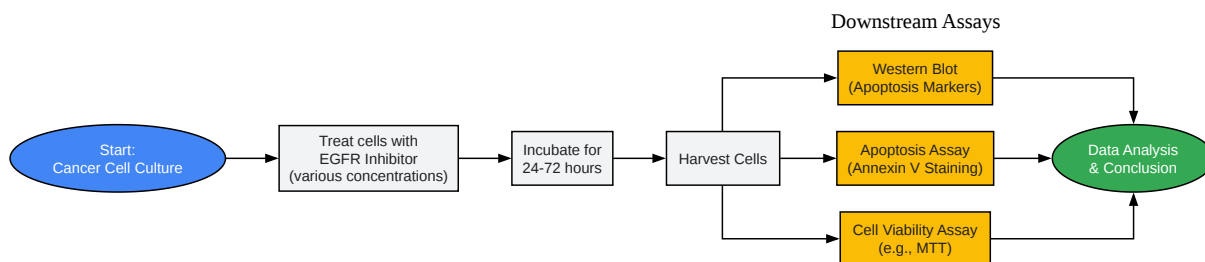 Downstream Assays
Start:
Cancer Cell Culture
Treat cells with
EGFR Inhibitor
(various concentrations)
Incubate for
24-72 hours
Harvest Cells
Western Blot
(Apoptosis Markers)
Apoptosis Assay
(Annexin V Staining)
Cell Viability Assay
(e.g., MTT)
Data Analysis
& Conclusion